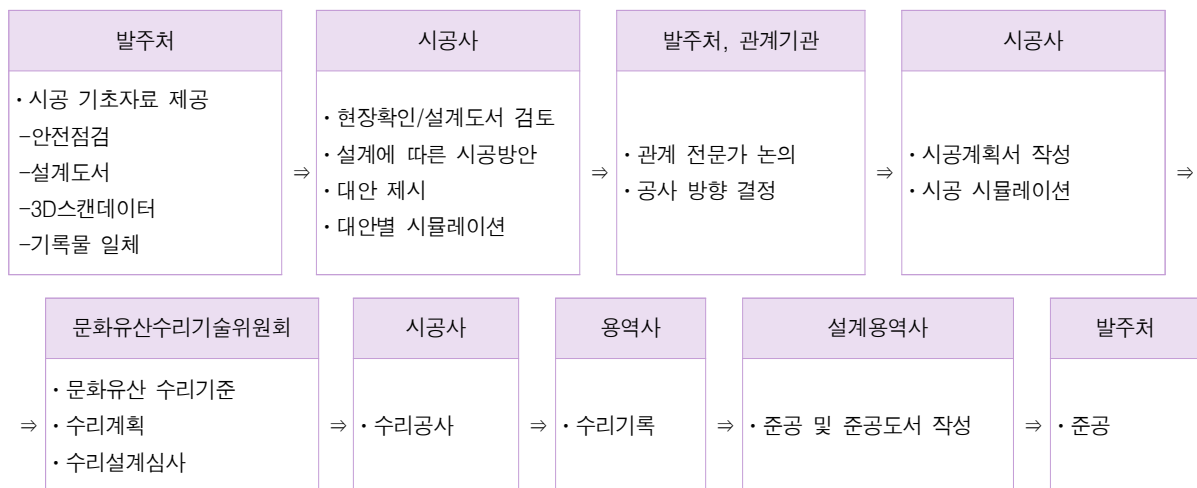 발주처
・시공 기초자료 제공
-안전점검
-설계도서
-3D스캔데이터
-기록물 일체
⇒
시공사
・현장확인/설계도서 검토
・설계에 따른 시공방안
・대안 제시
・대안별 시뮬레이션
⇒
발주처, 관계기관
・관계 전문가 논의
・공사 방향 결정
⇒
시공사
・시공계획서 작성
・시공 시뮬레이션
⇒
⇒
문화유산수리기술위원회
・문화유산 수리기준
・수리계획
・수리설계심사
⇒
시공사
・수리공사
⇒
용역사
・수리기록
⇒
설계용역사
・준공 및 준공도서 작성
⇒
발주처
・준공